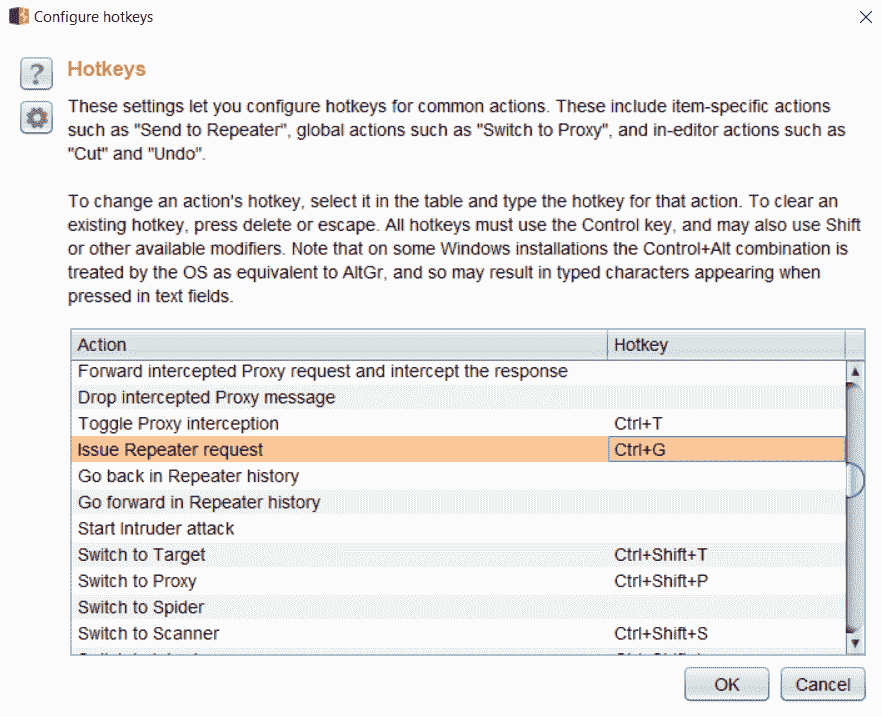 Configure hotkeys
?
Hotkeys
These settings let you configure hotkeys for common actions. These include item-specific actions
such as "Send to Repeater", global actions such as "Switch to Proxy", and in-editor actions such as
"Cut" and "Undo".
To change an action's hotkey, select it in the table and type the hotkey for that action. To clear an
existing hotkey, press delete or escape. All hotkeys must use the Control key, and may also use Shift
or other available modifiers. Note that on some Windows installations the Control+Alt combination is
treated by the OS as equivalent to AltGr, and so may result in typed characters appearing when
pressed in text fields.
Action Hotkey
Forward intercepted Proxy request and intercept the response
Drop intercepted Proxy message
Toggle Proxy interception Ctrl+T
Issue Repeater request Ctrl+G
Go back in Repeater history
Go forward in Repeater history
Start Intruder attack
Switch to Target Ctrl+Shift+T
Switch to Proxy Ctrl+Shift+P
Switch to Spider
Switch to Scanner Ctrl+Shift+S
OK Cancel